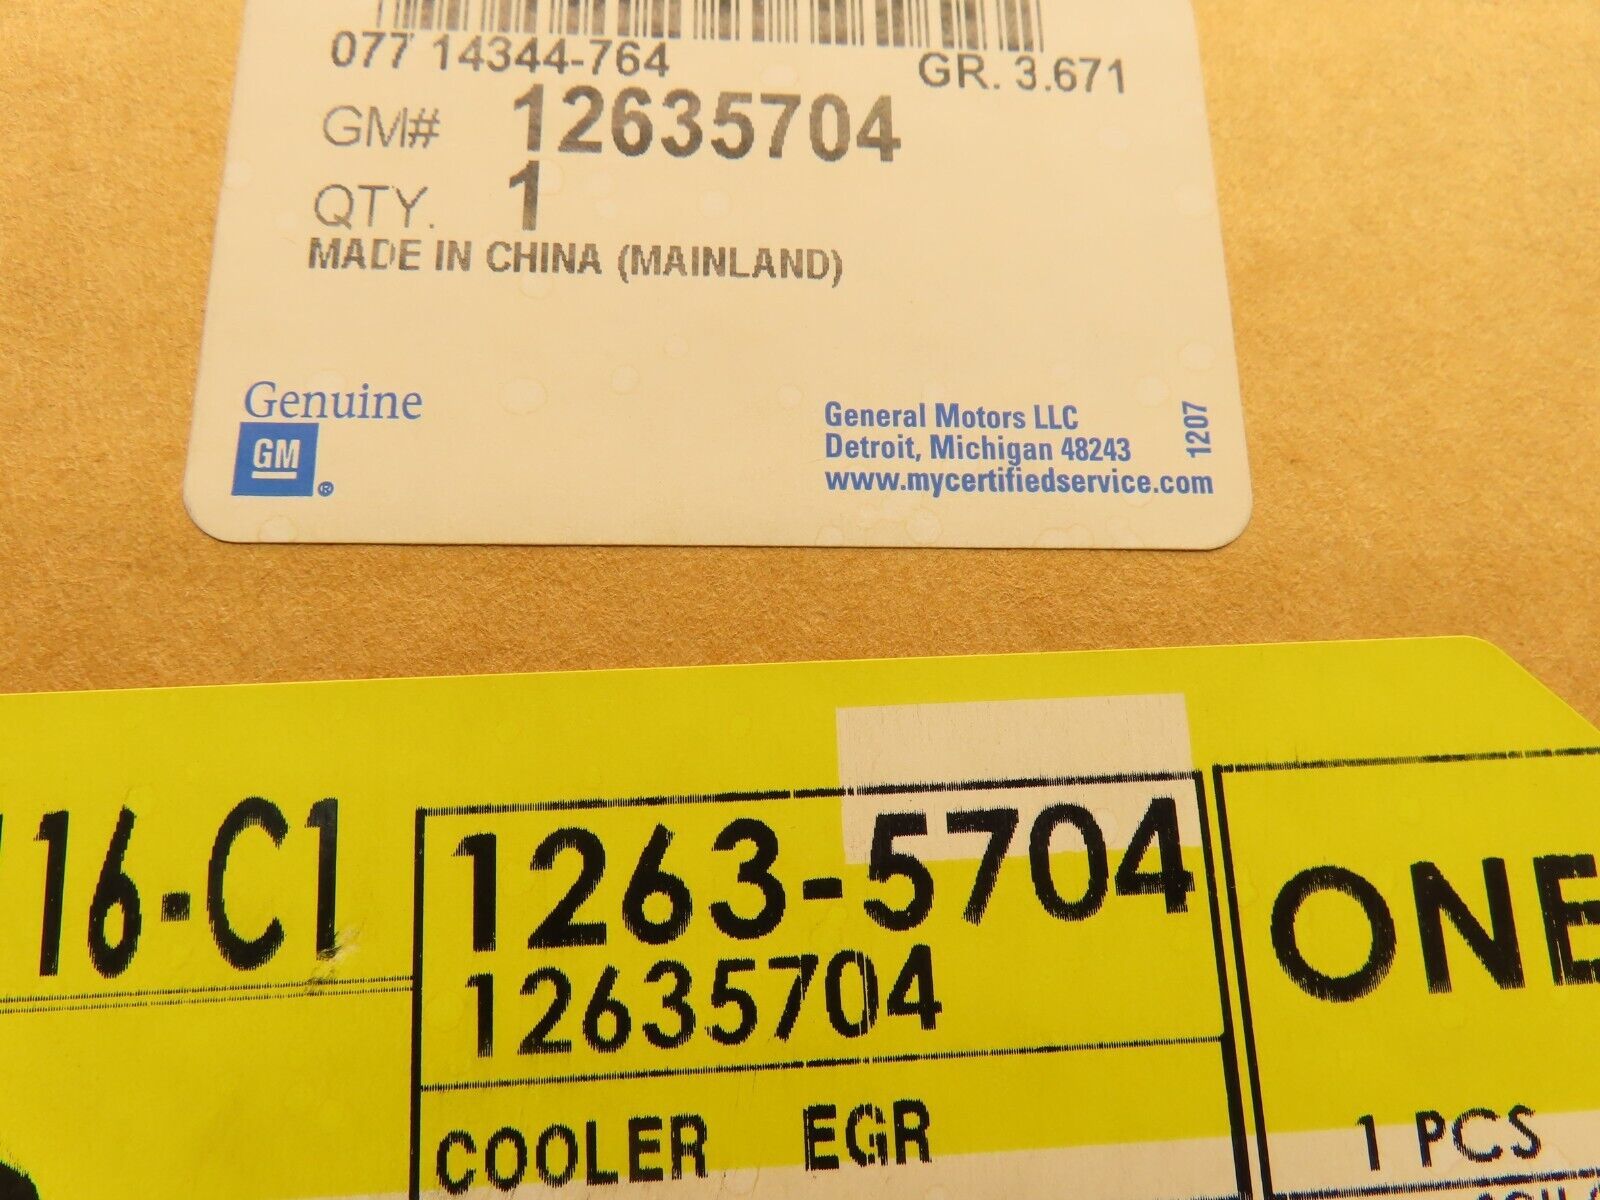 077 14344-764 GR. 3.671
GM# 12635704
QTY. 1
MADE IN CHINA (MAINLAND)
Genuine
GM ®
General Motors LLC
Detroit, Michigan 48243
www.mycertifiedservice.com
1207
16-C1
1263-5704
12635704
COOLER EGR
ONE
1 PCS